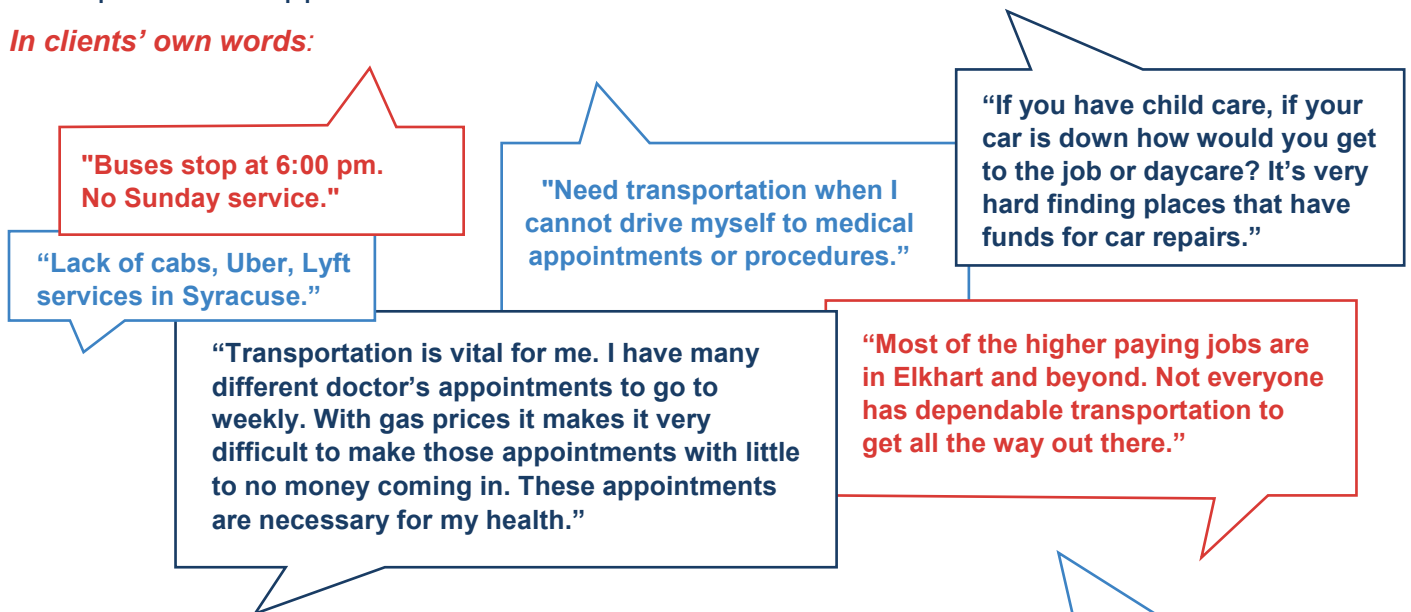 In clients’ own words:
"Buses stop at 6:00 pm.
No Sunday service."
“Lack of cabs, Uber, Lyft
services in Syracuse.”
"Need transportation when I
cannot drive myself to medical
appointments or procedures.”
“If you have child care, if your
car is down how would you get
to the job or daycare? It’s very
hard finding places that have
funds for car repairs.”
“Transportation is vital for me. I have many
different doctor’s appointments to go to
weekly. With gas prices it makes it very
difficult to make those appointments with little
to no money coming in. These appointments
are necessary for my health.”
“Most of the higher paying jobs are
in Elkhart and beyond. Not everyone
has dependable transportation to
get all the way out there.”